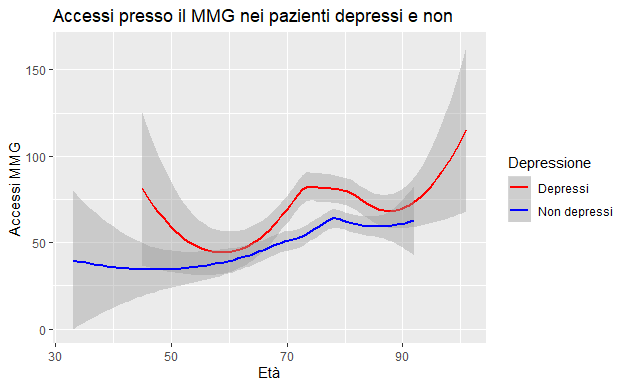 Accessi presso il MMG nei pazienti depressi e non
Accessi MMG
150
100
50
0
30
50
70
90
Età
Depressione
Depressi
Non depressi